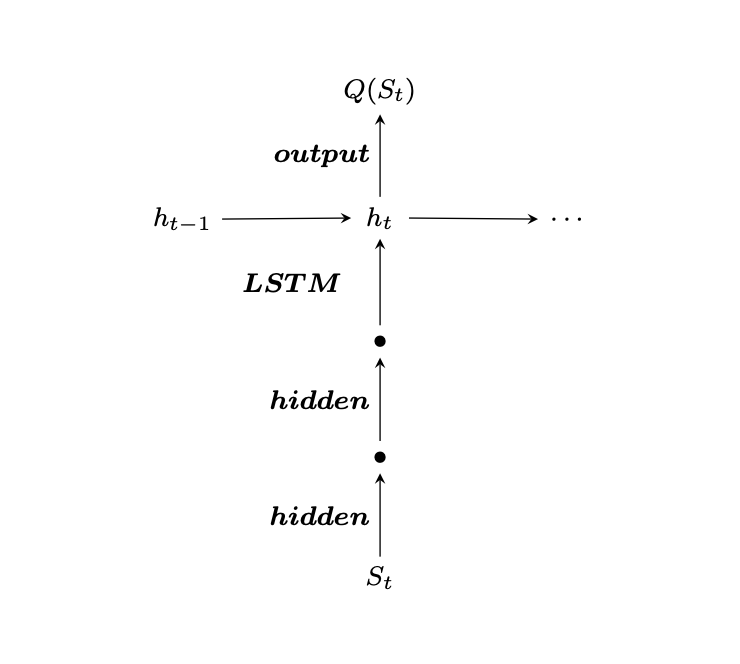 Q(S_t)
output
h_{t−1} h_t ···
LSTM
hidden
hidden
S_t